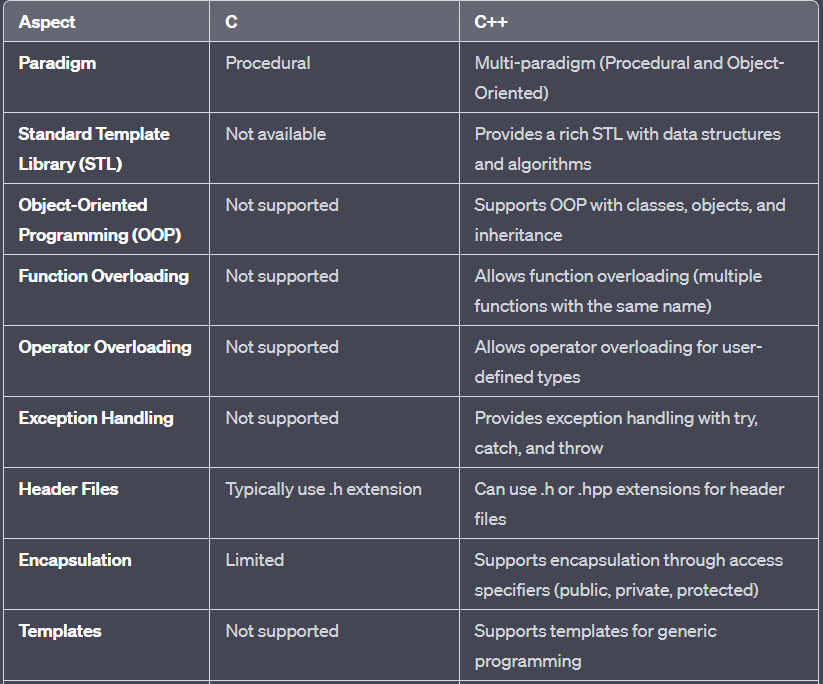 Aspect C C++
Paradigm Procedural Multi-paradigm (Procedural and Object-
Oriented)
Standard Template Not available Provides a rich STL with data structures
Library (STL) and algorithms
Object-Oriented Not supported Supports OOP with classes, objects, and
Programming (OOP) inheritance
Function Overloading Not supported Allows function overloading (multiple
functions with the same name)
Operator Overloading Not supported Allows operator overloading for user-
defined types
Exception Handling Not supported Provides exception handling with try,
catch, and throw
Header Files Typically use .h extension Can use .h or .hpp extensions for header
files
Encapsulation Limited Supports encapsulation through access
specifiers (public, private, protected)
Templates Not supported Supports templates for generic
programming